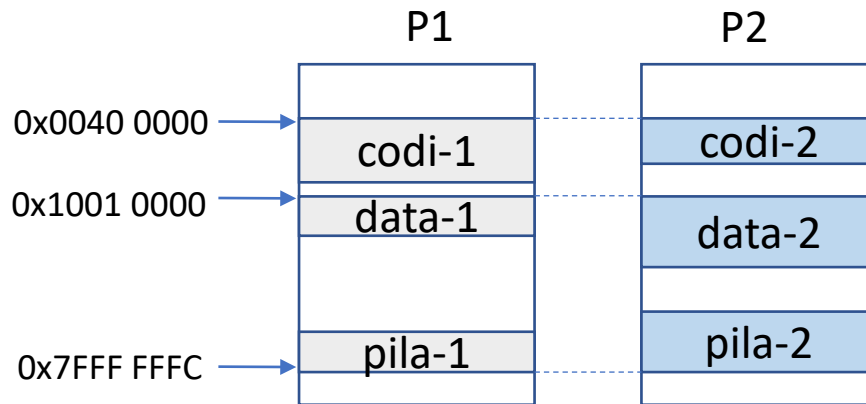 P1 P2
0x0040 0000
codi-1 codi-2
0x1001 0000
data-1 data-2
pila-1 pila-2
0x7FFF FFFC